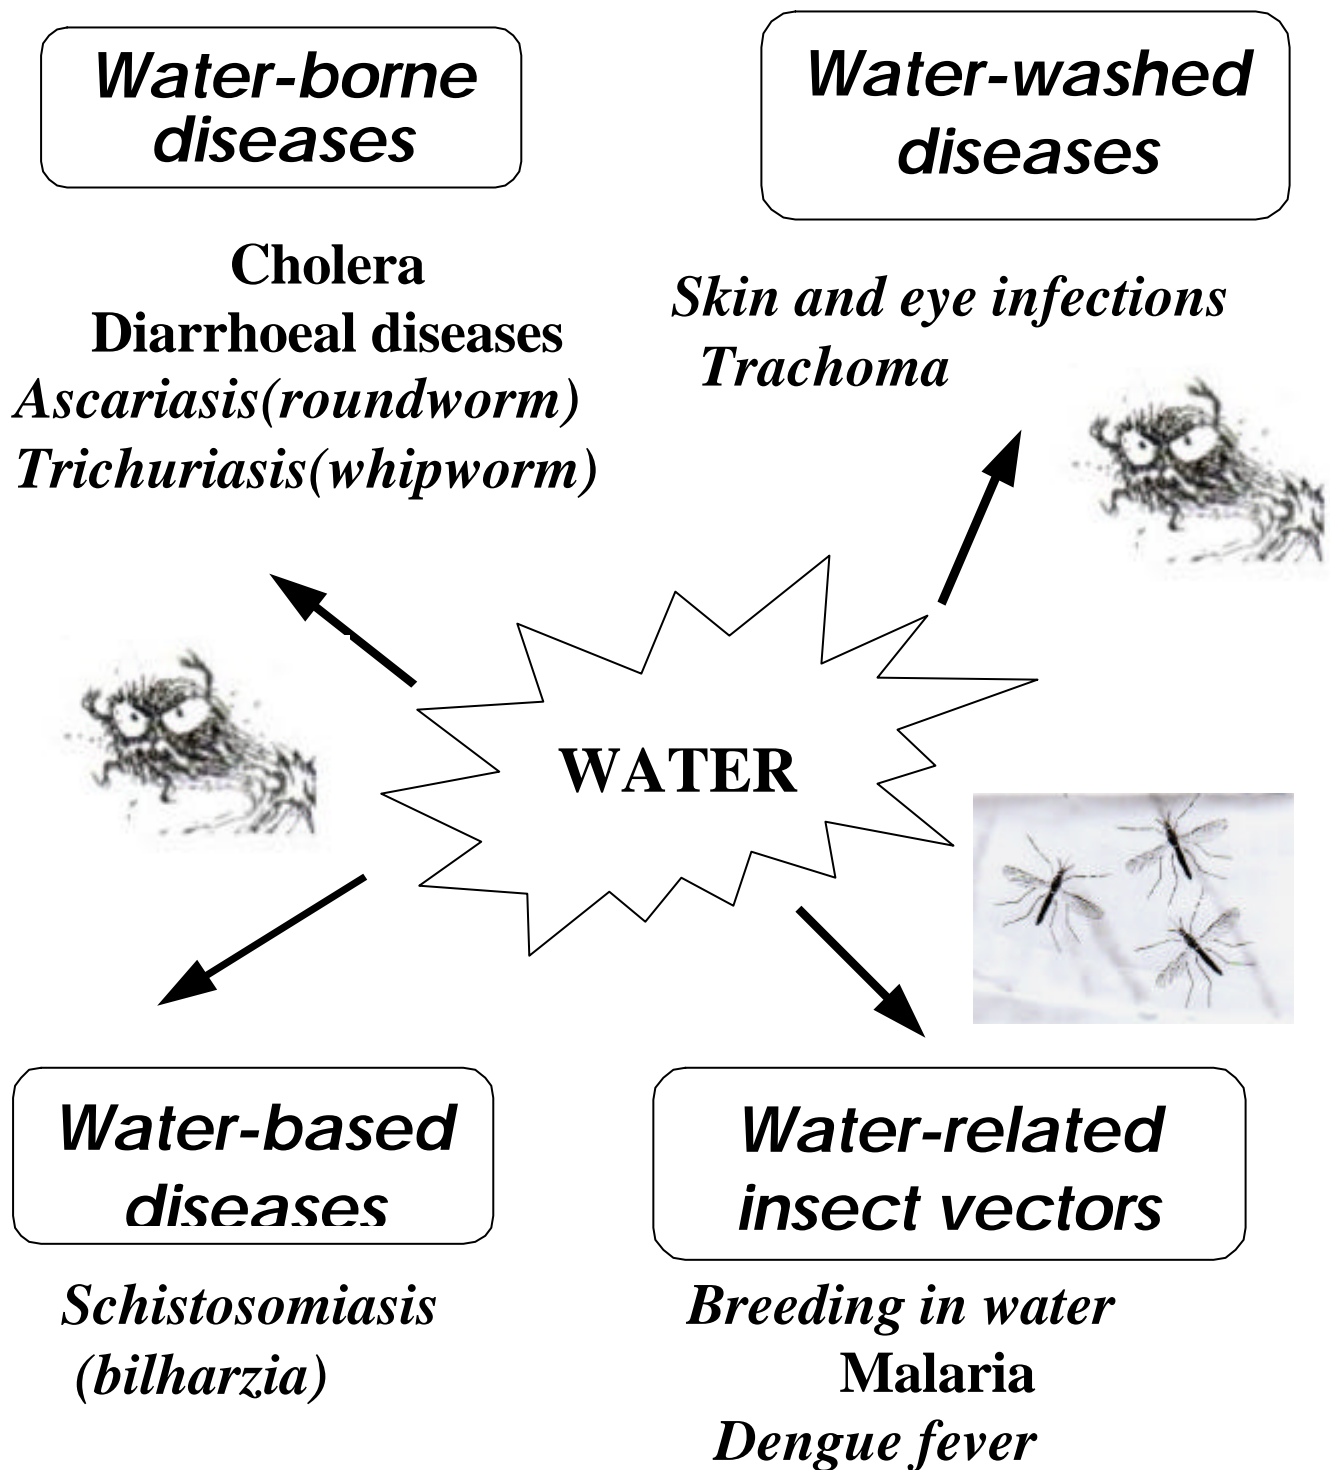 Water-borne
diseases
Cholera
Diarrhoeal diseases
Ascariasis(roundworm)
Trichuriasis(whipworm)
Water-washed
diseases
Skin and eye infections
Trachoma
WATER
Water-based
diseases
Schistosomiasis
(bilharzia)
Water-related
insect vectors
Breeding in water
Malaria
Dengue fever